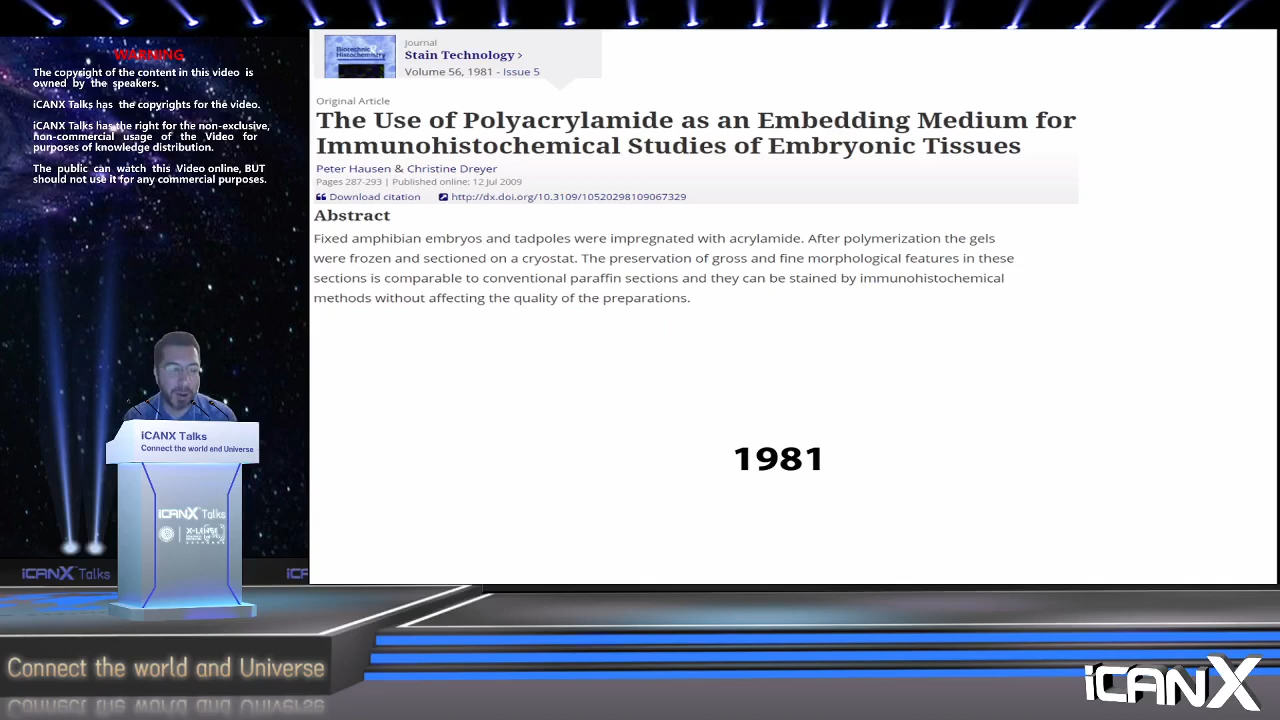 WARNING
The copyright of the content in this video is
owned by the speakers.
iCANX Talks has the copyrights for the video.
iCANX Talks has the right for the non-exclusive,
non-commercial usage of the Video for
purposes of knowledge distribution.
The public can watch this Video online, BUT
should not use it for any commercial purposes.
Journal
Stain Technology >
Volume 56, 1981 - Issue 5
Biotechnic
Histochemistry
Original Article
The Use of Polyacrylamide as an Embedding Medium for
Immunohistochemical Studies of Embryonic Tissues
Peter Hausen & Christine Dreyer
Pages 287-293 | Published online: 12 Jul 2009
Download citation http://dx.doi.org/10.3109/10520298109067329
Abstract
Fixed amphibian embryos and tadpoles were impregnated with acrylamide. After polymerization the gels
were frozen and sectioned on a cryostat. The preservation of gross and fine morphological features in these
sections is comparable to conventional paraffin sections and they can be stained by immunohistochemical
methods without affecting the quality of the preparations.
1981
iCANX Talks
Connect the world end Universe
iCANX Talks
iCANX Talks
iCA
Connect the world and Universe
iCANX